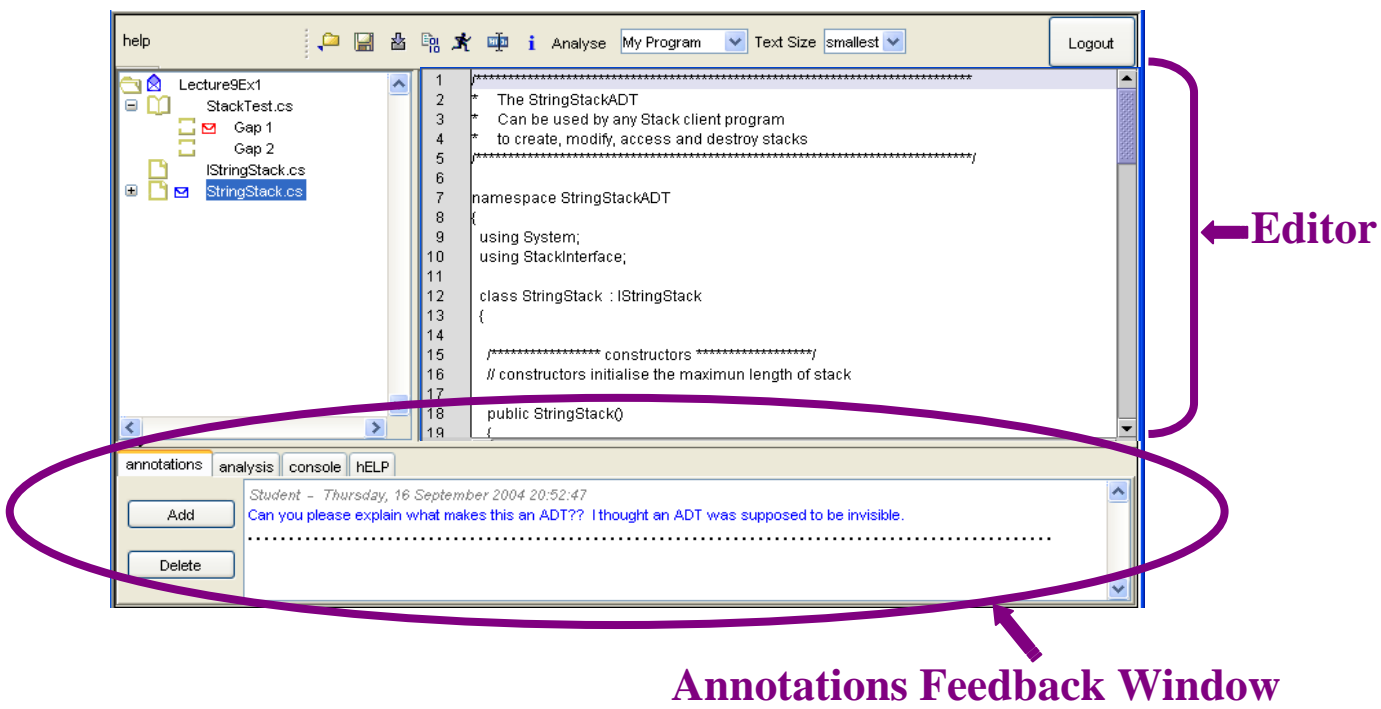 help
Analyse My Program Text Size smallest Logout
Lecture9Ex1
StackTest.cs
Gap 1
Gap 2
IStringStack.cs
StringStack.cs
1 /******************************************************************************
2 * The StringStackADT
3 * Can be used by any Stack client program
4 * to create, modify, access and destroy stacks
5 /******************************************************************************/
6
7 namespace StringStackADT
8 {
9 using System;
10 using StackInterface;
11
12 class StringStack : IStringStack
13 {
14
15 /***************** constructors ******************/
16 // constructors initialise the maximun length of stack
17
18 public StringStack()
19 {
Editor
annotations analysis console hELP
Add
Delete
Student – Thursday, 16 September 2004 20:52:47
Can you please explain what makes this an ADT?? I thought an ADT was supposed to be invisible.
Annotations Feedback Window